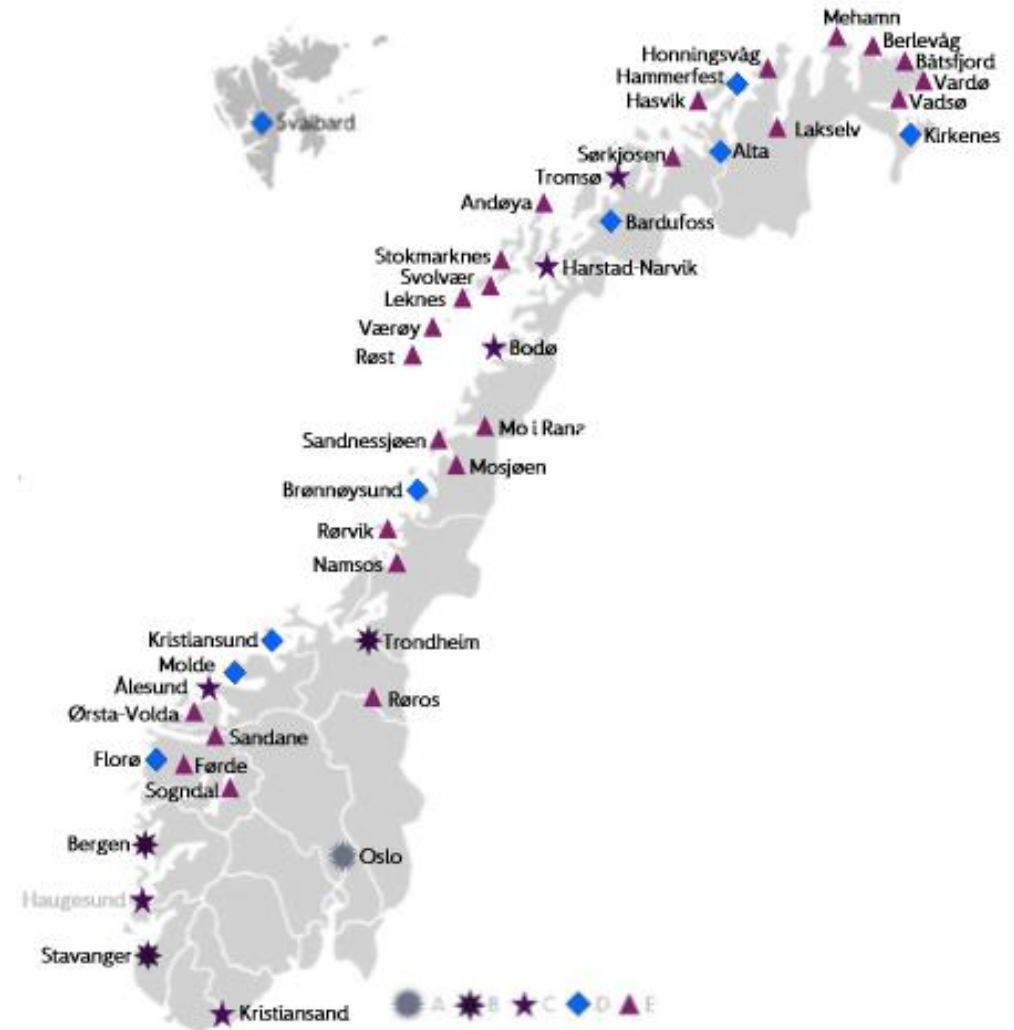 Mehamn
Berlevåg
Honningsvåg
Båtsfjord
Hammerfest
Vardø
Hasvik
Vadsø
Svalbard
Lakselv
Kirkenes
Alta
Sørkjosen
Tromsø
Andøya
Bardufoss
Stokmarknes
Harstad-Narvik
Svolvær
Leknes
Værøy
Bodø
Røst
Mo i Rana
Sandnessjøen
Mosjøen
Brønnøysund
Rørvik
Namsos
Kristiansund
Trondheim
Molde
Ålesund
Røros
Ørsta-Volda
Sandane
Florø
Førde
Sogndal
Bergen
Oslo
Haugesund
Stavanger
Kristiansand
A B C D E